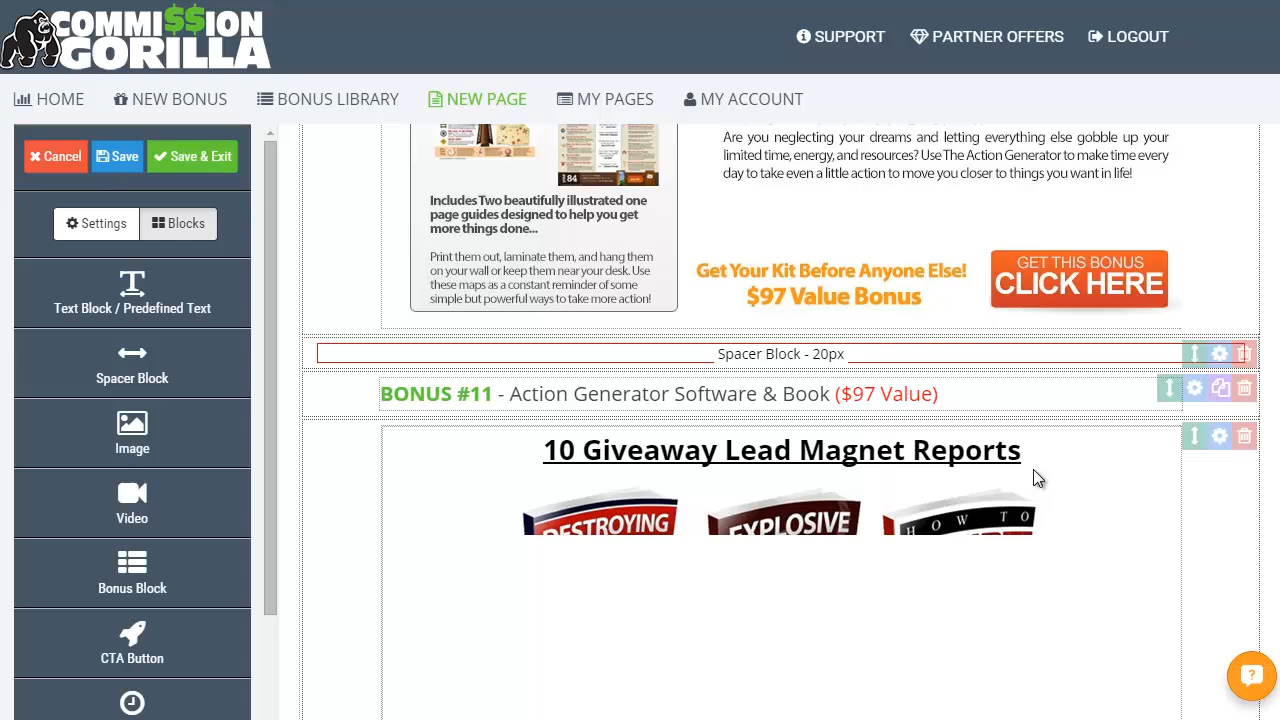 COMMI$$ION
GORILLA
SUPPORT
PARTNER OFFERS
LOGOUT
HOME
NEW BONUS
BONUS LIBRARY
NEW PAGE
MY PAGES
MY ACCOUNT
Cancel
Save
Save & Exit
Settings
Blocks
Text Block / Predefined Text
Spacer Block
Image
Video
Bonus Block
CTA Button
84
Includes Two beautifully illustrated one
page guides designed to help you get
more things done...
Print them out, laminate them, and hang them
on your wall or keep them near your desk. Use
these maps as a constant reminder of some
simple but powerful ways to take more action!
Are you neglecting your dreams and letting everything else gobble up your
limited time, energy, and resources? Use The Action Generator to make time every
day to take even a little action to move you closer to things you want in life!
Get Your Kit Before Anyone Else!
$97 Value Bonus
GET THIS BONUS
CLICK HERE
Spacer Block - 20px
BONUS #11 - Action Generator Software & Book ($97 Value)
10 Giveaway Lead Magnet Reports
DESTROYING
EXPLOSIVE
HOW TO